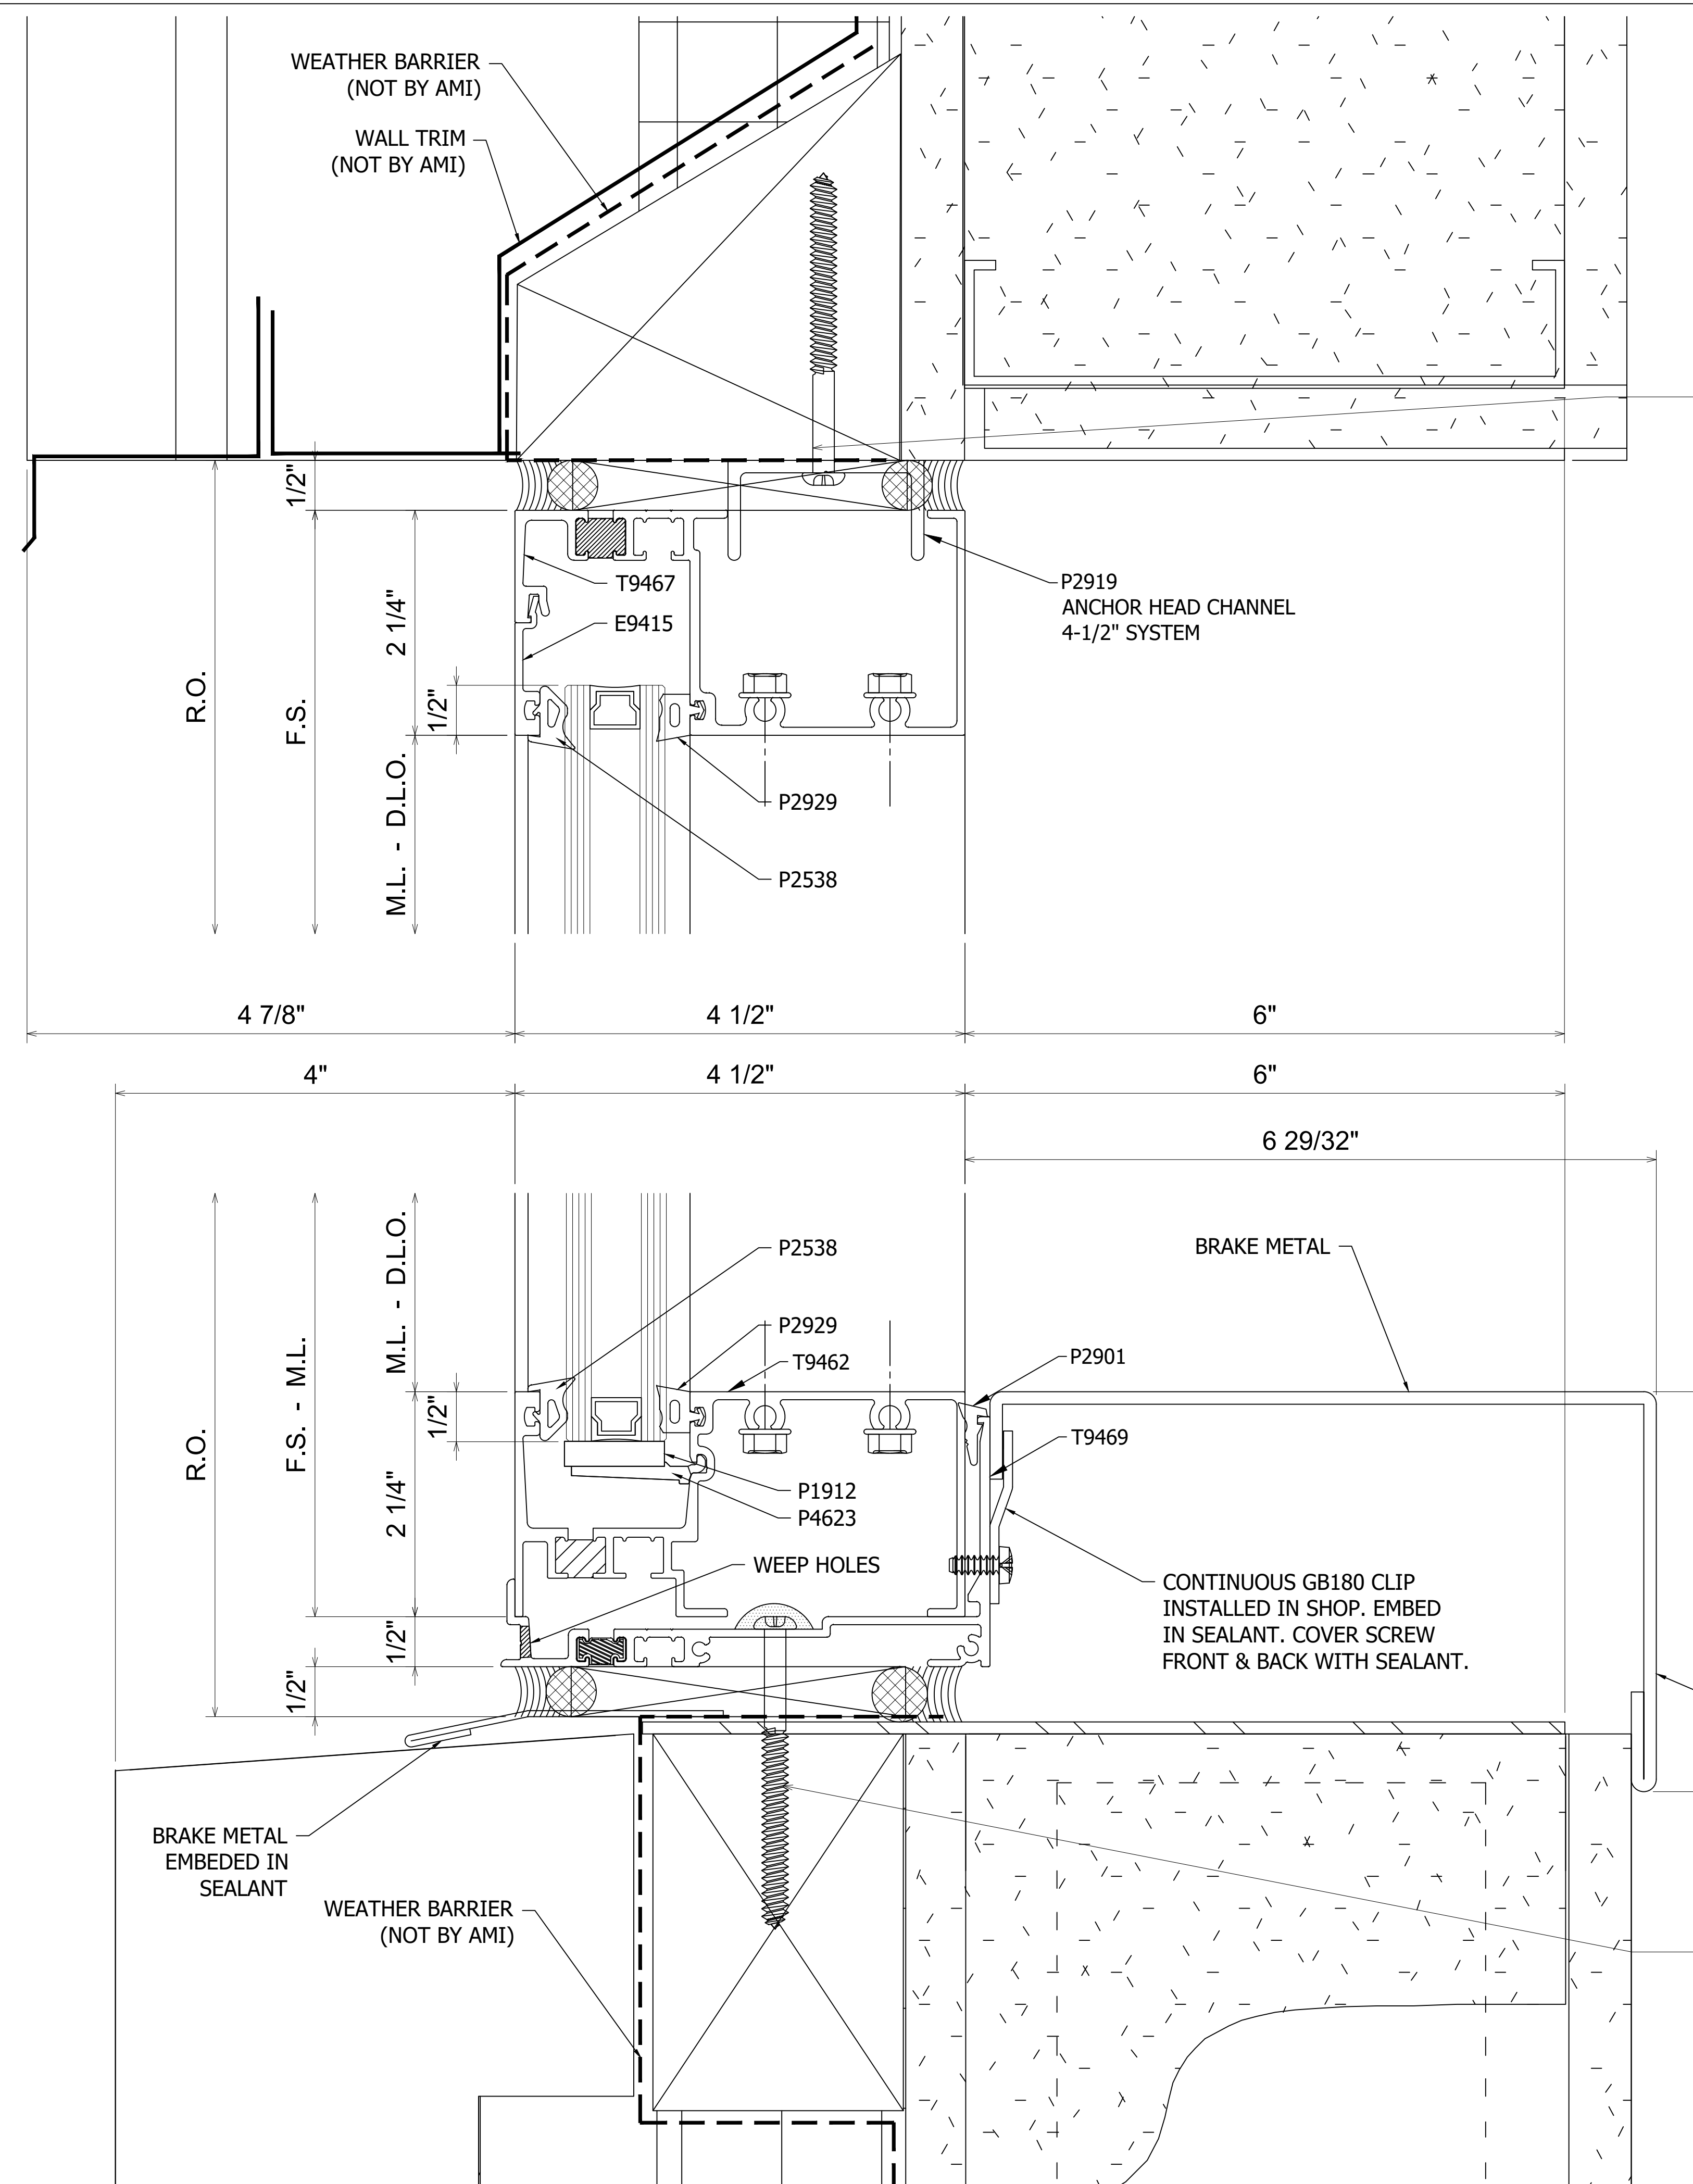 WEATHER BARRIER
(NOT BY AMI)
WALL TRIM
(NOT BY AMI)
1/2"
2 1/4"
1/2"
R.O.
F.S.
M.L. - D.L.O.
T9467
E9415
P2919
ANCHOR HEAD CHANNEL
4-1/2" SYSTEM
P2929
P2538
4 7/8"
4 1/2"
6"
4"
4 1/2"
6"
6 29/32"
R.O.
F.S. - M.L.
M.L. - D.L.O.
1/2"
2 1/4"
1/2"
1/2"
P2538
P2929
T9462
P2901
BRAKE METAL
T9469
P1912
P4623
WEEP HOLES
CONTINUOUS GB180 CLIP
INSTALLED IN SHOP. EMBED
IN SEALANT. COVER SCREW
FRONT & BACK WITH SEALANT.
BRAKE METAL
EMBEDED IN
SEALANT
WEATHER BARRIER
(NOT BY AMI)